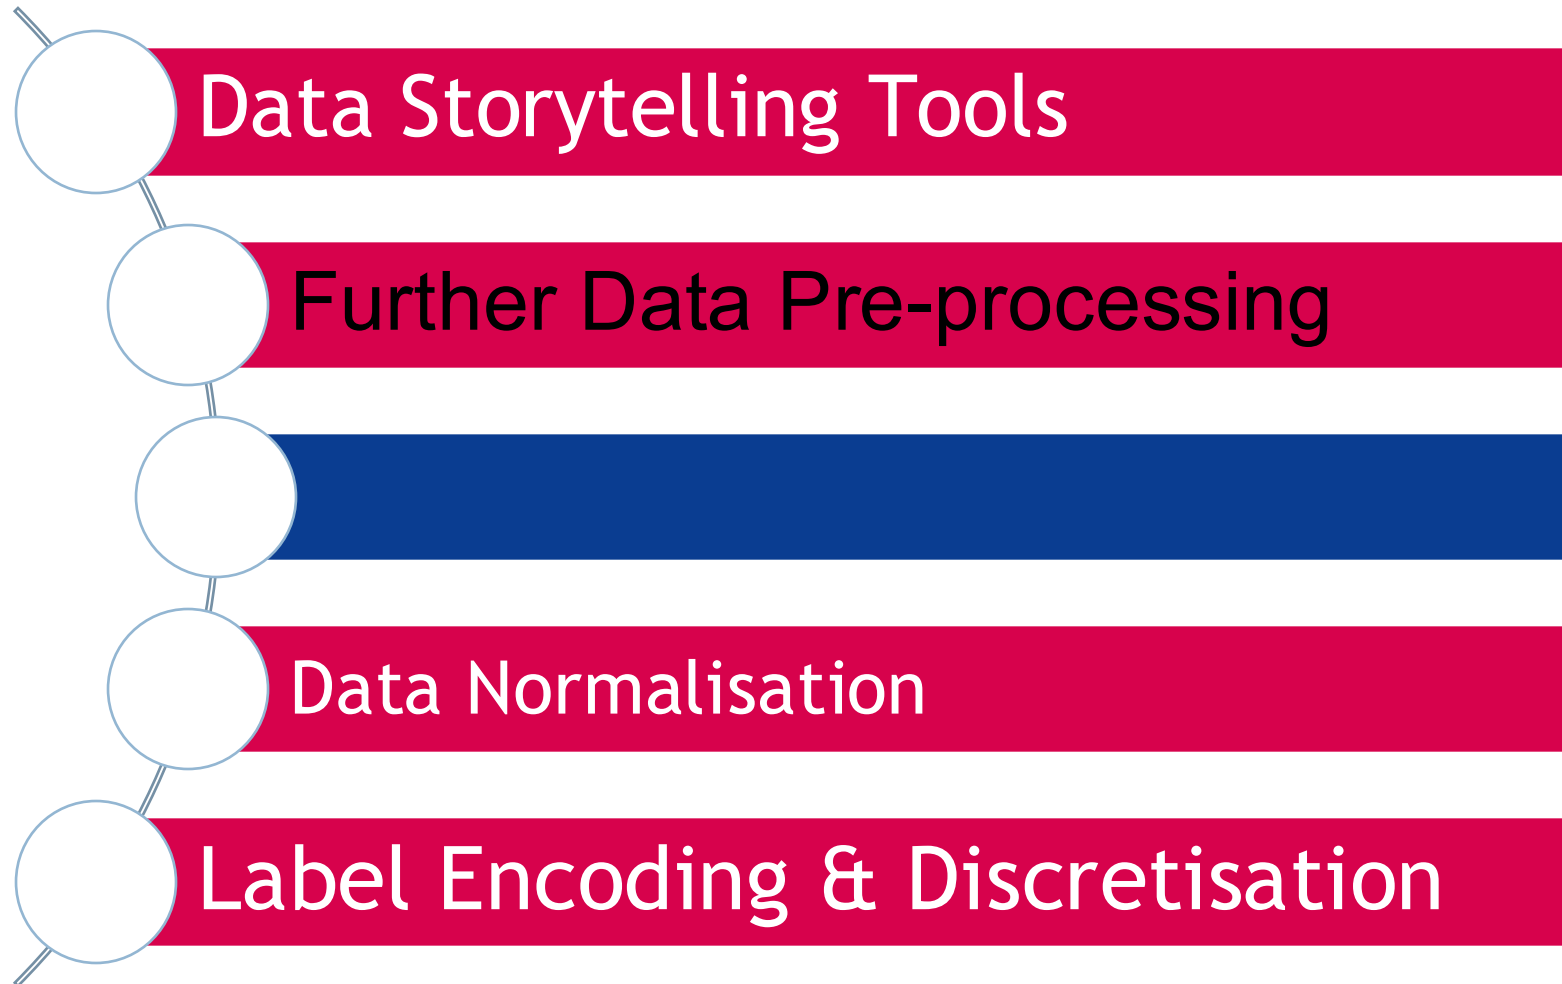 Data Storytelling Tools
Further Data Pre-processing
Data Normalisation
Label Encoding & Discretisation